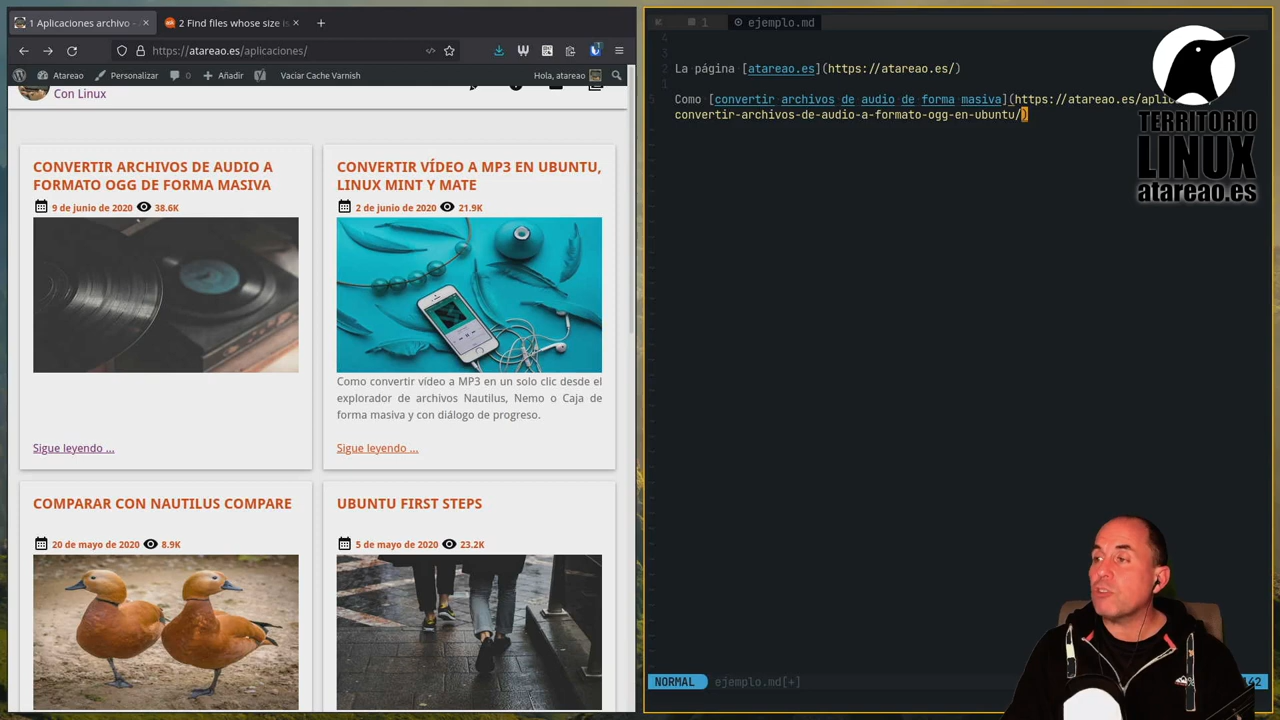 1 Aplicaciones archivo -
2 Find files whose size is
https://atareao.es/aplicaciones/
Atareao
Personalizar
0
Añadir
Vaciar Cache Varnish
Hola, atareao
Con Linux
CONVERTIR ARCHIVOS DE AUDIO A
FORMATO OGG DE FORMA MASIVA
9 de junio de 2020 38.6K
Sigue leyendo ...
CONVERTIR VÍDEO A MP3 EN UBUNTU,
LINUX MINT Y MATE
2 de junio de 2020 21.9K
Como convertir vídeo a MP3 en un solo clic desde el
explorador de archivos Nautilus, Nemo o Caja de
forma masiva y con diálogo de progreso.
Sigue leyendo ...
COMPARAR CON NAUTILUS COMPARE
20 de mayo de 2020 8.9K
UBUNTU FIRST STEPS
5 de mayo de 2020 23.2K
1
ejemplo.md
4
3
2 La página [atareao.es](https://atareao.es/)
1
5 Como [convertir archivos de audio de forma masiva](https://atareao.es/
convertir-archivos-de-audio-a-formato-ogg-en-ubuntu/)
NORMAL ejemplo.md[+]
TERRITORIO
LINUX
atareao.es